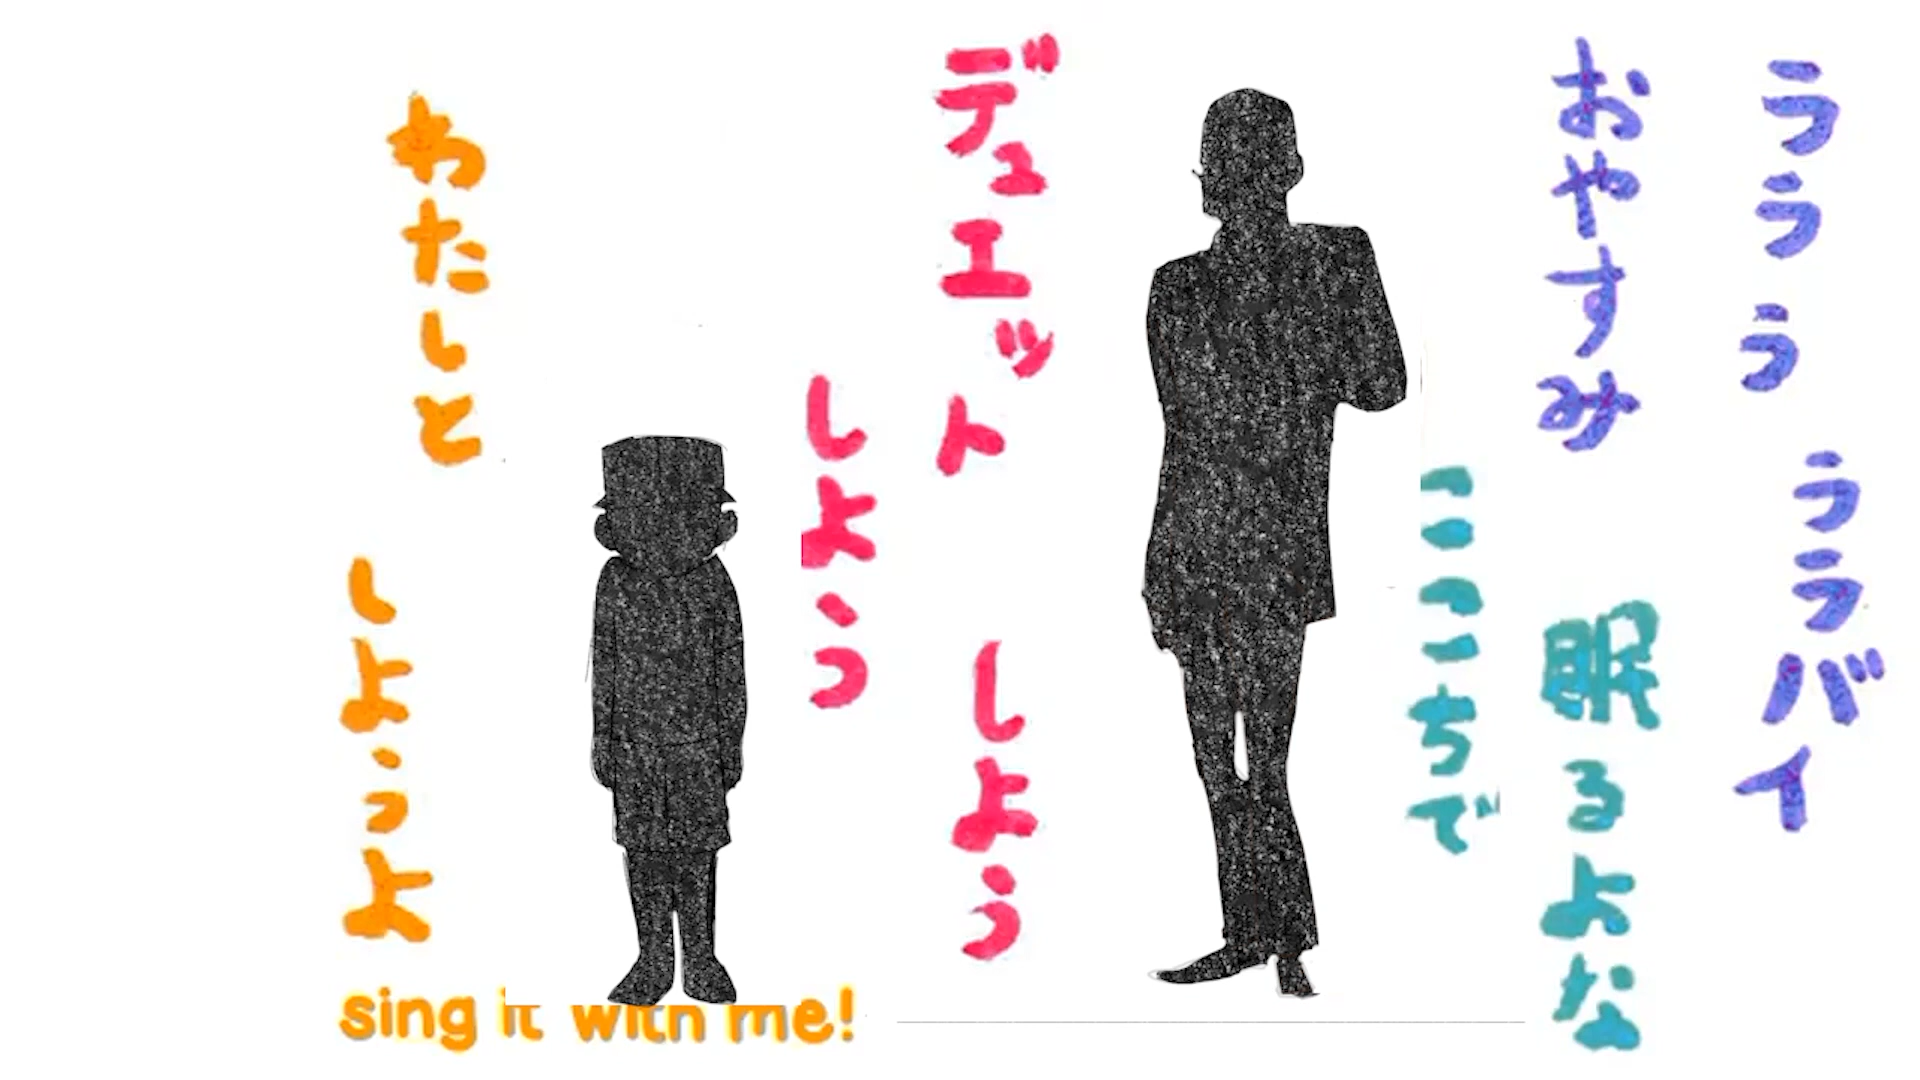 ラララ ララバイ
おやすみ 眠るよな
ここちで
デュエット しよう
しよう
わたしと
しようよ
sing it with me!